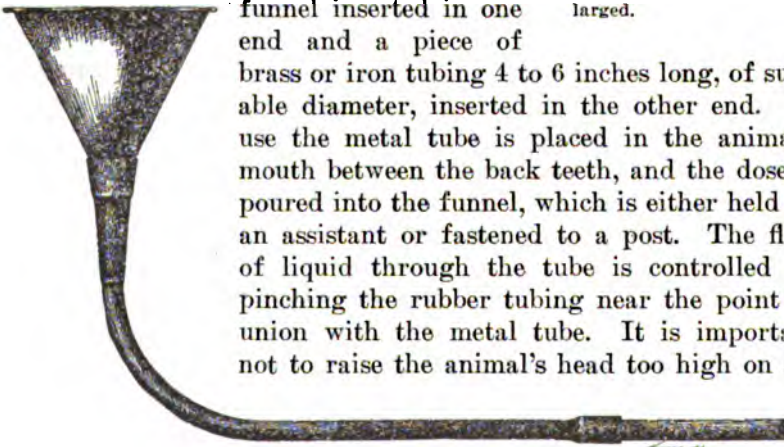 funnel inserted in one larged.
end and a piece of
brass or iron tubing 4 to 6 inches long, of su
able diameter, inserted in the other end.
use the metal tube is placed in the anima
mouth between the back teeth, and the dose
poured into the funnel, which is either held
an assistant or fastened to a post. The fl
of liquid through the tube is controlled
pinching the rubber tubing near the point
union with the metal tube. It is importa
not to raise the animal's head too high on